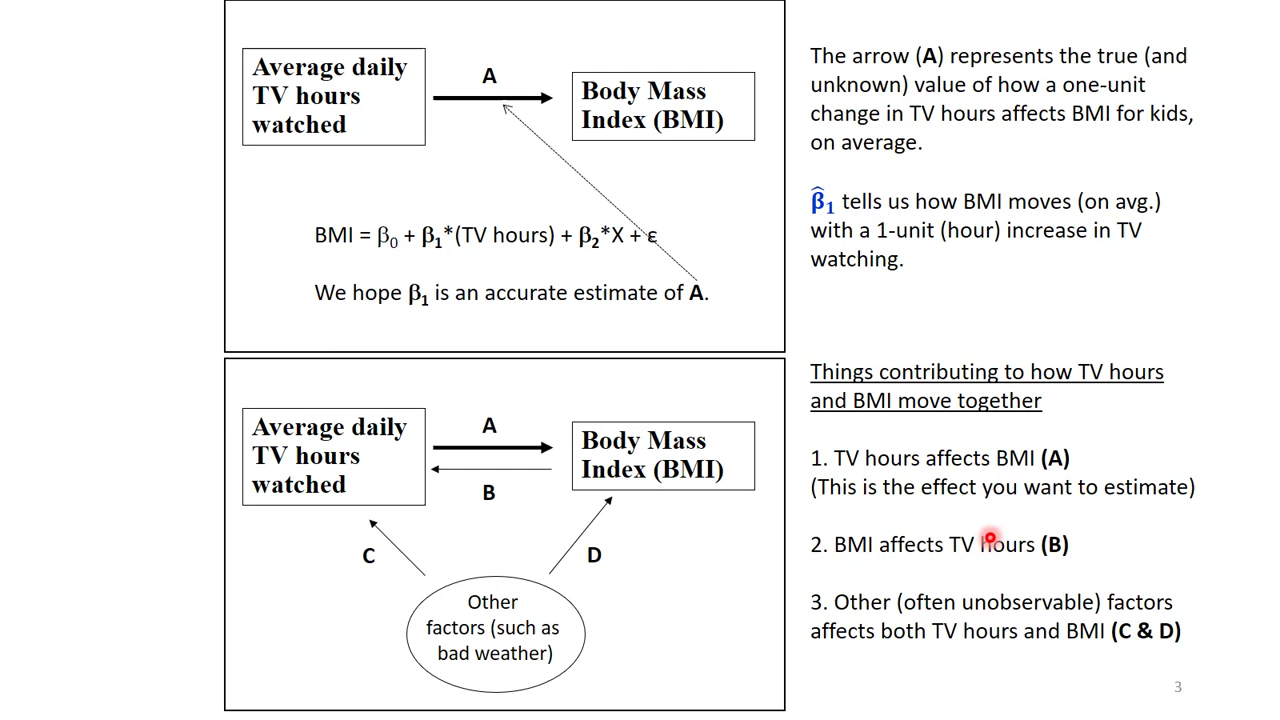 Average daily
TV hours
watched
A
Body Mass
Index (BMI)
BMI = β₀ + β₁*(TV hours) + β₂*X + ε
We hope β₁ is an accurate estimate of A.
The arrow (A) represents the true (and
unknown) value of how a one-unit
change in TV hours affects BMI for kids,
on average.
β̂₁ tells us how BMI moves (on avg.)
with a 1-unit (hour) increase in TV
watching.
Average daily
TV hours
watched
A
B
Body Mass
Index (BMI)
C
D
Other
factors (such as
bad weather)
Things contributing to how TV hours
and BMI move together
1. TV hours affects BMI (A)
(This is the effect you want to estimate)
2. BMI affects TV hours (B)
3. Other (often unobservable) factors
affects both TV hours and BMI (C & D)
3